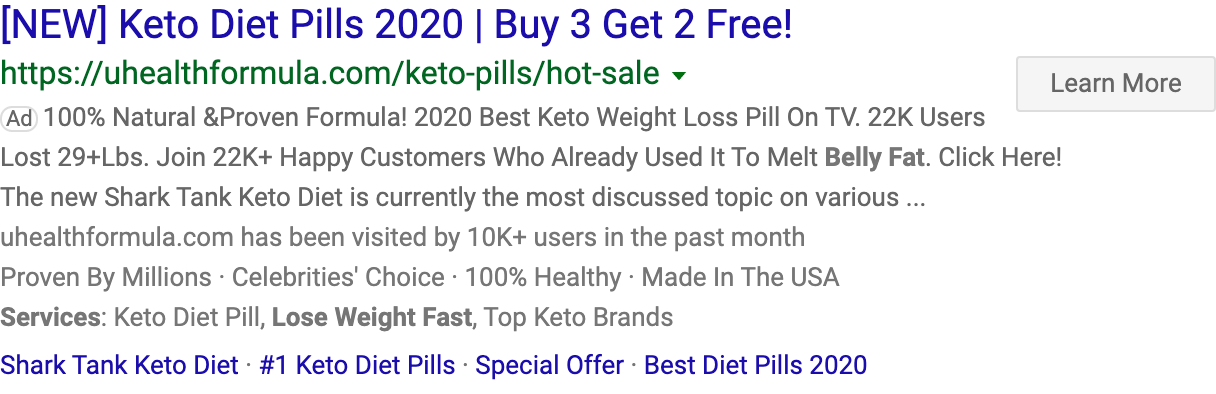 [NEW] Keto Diet Pills 2020 | Buy 3 Get 2 Free!
https://uhealthformula.com/keto-pills/hot-sale
Learn More
Ad 100% Natural &Proven Formula! 2020 Best Keto Weight Loss Pill On TV. 22K Users
Lost 29+Lbs. Join 22K+ Happy Customers Who Already Used It To Melt Belly Fat. Click Here!
The new Shark Tank Keto Diet is currently the most discussed topic on various ...
uhealthformula.com has been visited by 10K+ users in the past month
Proven By Millions · Celebrities' Choice · 100% Healthy · Made In The USA
Services: Keto Diet Pill, Lose Weight Fast, Top Keto Brands
Shark Tank Keto Diet · #1 Keto Diet Pills · Special Offer · Best Diet Pills 2020